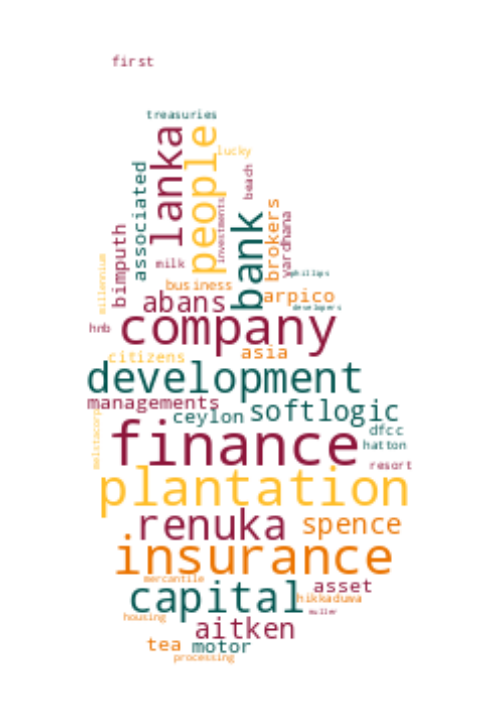 first
treasuries
lanka
people
lucky
associated
beach
investments
bank
brokers
vardhana
bimputh
milk
millennium
phillips
business
abans
arpico
developers
hnb
company
citizens
asia
development
managements
ceylon
softlogic
melstacorp
dfcc
finance
hatton
resort
plantation
renuka
spence
insurance
mercantile
asset
capital
hikkaduwa
housing
muller
aitken
tea
motor
processing